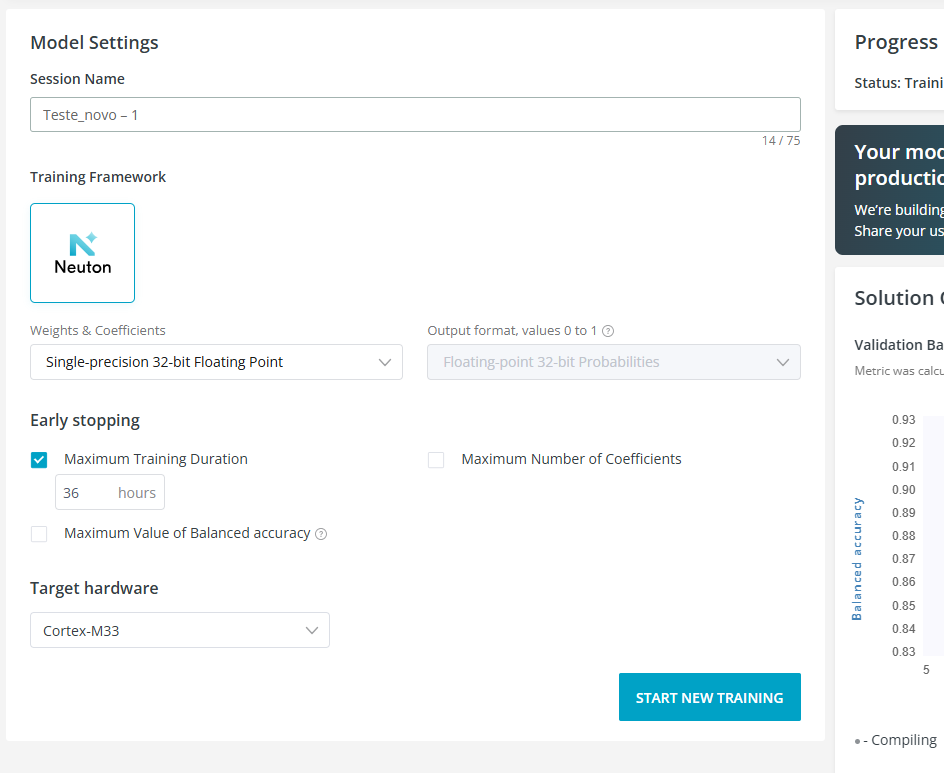 Model Settings
Session Name
Teste_novo – 1
14 / 75
Training Framework
Neuton
Weights & Coefficients
Single-precision 32-bit Floating Point
Output format, values 0 to 1 ?
Floating-point 32-bit Probabilities
Early stopping
Maximum Training Duration
36 hours
Maximum Number of Coefficients
Maximum Value of Balanced accuracy ?
Target hardware
Cortex-M33
START NEW TRAINING
Progress
Status: Traini
Your mod
productio
We're building
Share your us
Solution
Validation Ba
Metric was calcu
Balanced accuracy
0.93
0.92
0.91
0.90
0.89
0.88
0.87
0.86
0.85
0.84
0.83
5
- Compiling